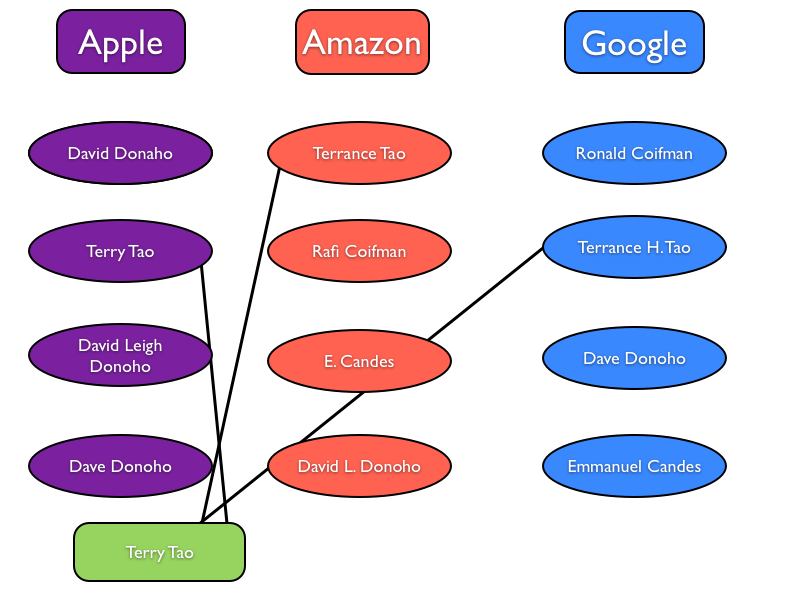 Apple
Amazon
Google
David Donaho
Terrance Tao
Ronald Coifman
Terry Tao
Rafi Coifman
Terrance H.Tao
David Leigh
Donoho
E. Candes
Dave Donoho
Dave Donoho
David L. Donoho
Emmanuel Candes
Terry Tao